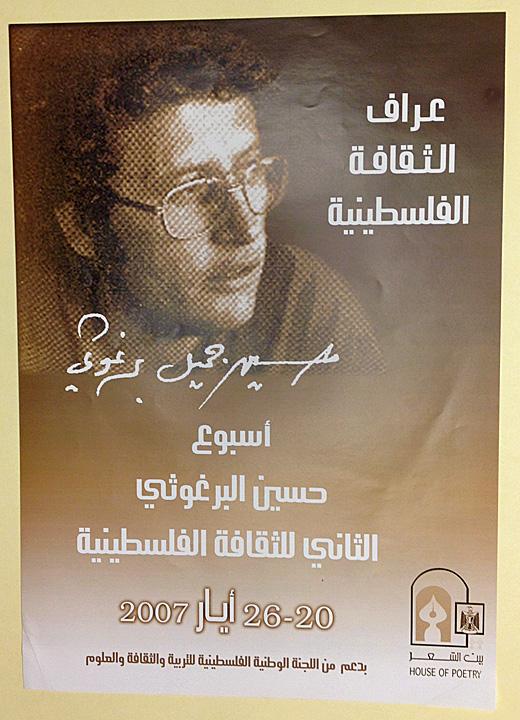 عراف
الثقافة
الفلسطينية
حسين جميل برغوثي
أسبوع
حسين البرغوثي
الثاني للثقافة الفلسطينية
20-26 أيار 2007
بدعم من اللجنة الوطنية الفلسطينية للتربية والثقافة والعلوم
بيت الشعر
HOUSE OF POETRY